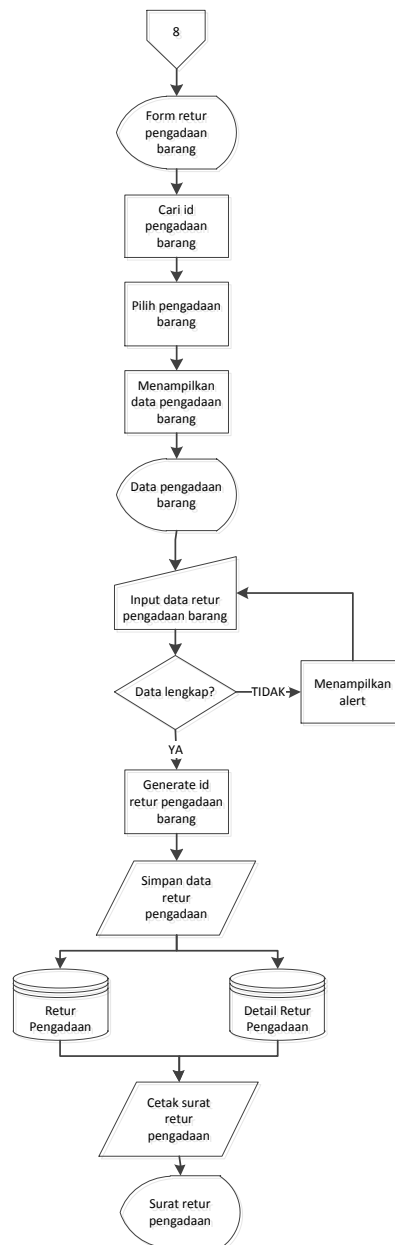 8
Form retur
pengadaan
barang
Cari id
pengadaan
barang
Pilih pengadaan
barang
Menampilkan
data pengadaan
barang
Data pengadaan
barang
Input data retur
pengadaan barang
Data lengkap?
TIDAK
Menampilkan
alert
YA
Generate id
retur pengadaan
barang
Simpan data
retur
pengadaan
Retur
Pengadaan
Detail Retur
Pengadaan
Cetak surat
retur
pengadaan
Surat retur
pengadaan